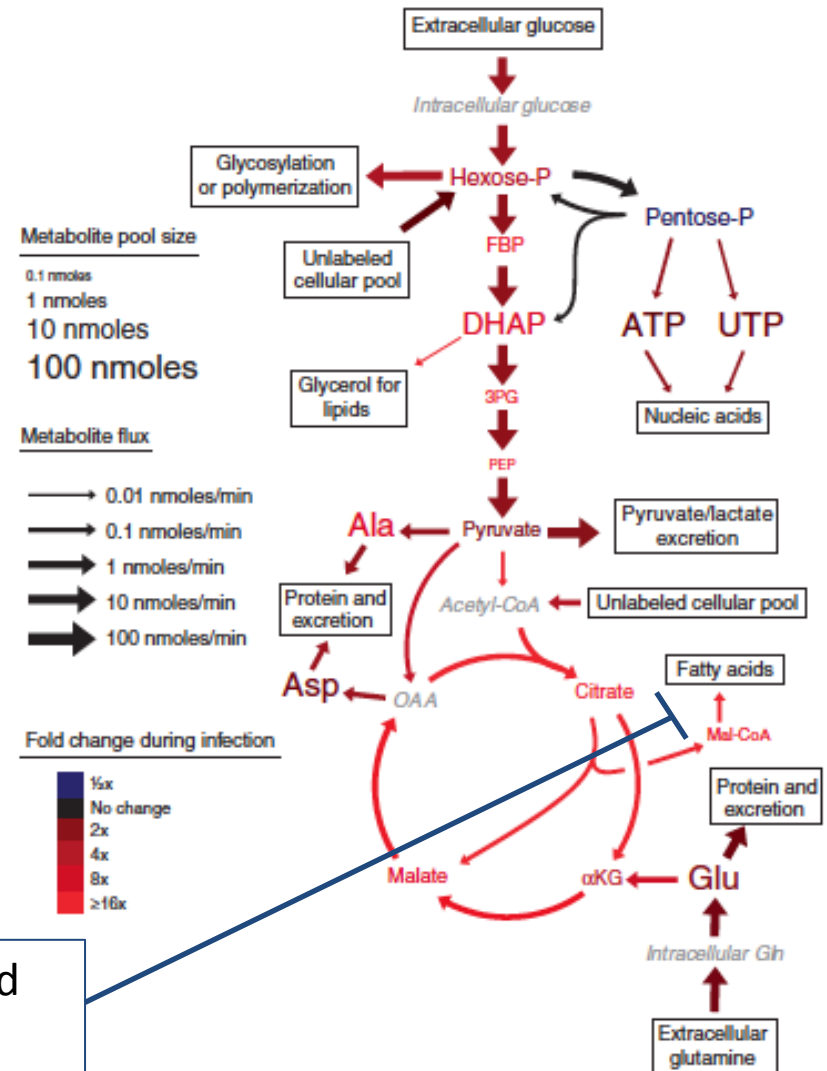 Extracellular glucose
Intracellular glucose
Glycosylation
or polymerization
Hexose-P
Pentose-P
Unlabeled
cellular pool
FBP
Metabolite pool size
0.1 nmoles
1 nmoles
10 nmoles
100 nmoles
DHAP
ATP
UTP
Glycerol for
lipids
3PG
Nucleic acids
Metabolite flux
0.01 nmoles/min
0.1 nmoles/min
1 nmoles/min
10 nmoles/min
100 nmoles/min
PEP
Ala
Pyruvate
Pyruvate/lactate
excretion
Protein and
excretion
Acetyl-CoA
Unlabeled cellular pool
Asp
OAA
Citrate
Fatty acids
Mal-CoA
Fold change during infection
½x
No change
2x
4x
8x
≥16x
Protein and
excretion
Malate
αKG
Glu
Intracellular Gln
Extracellular
glutamine